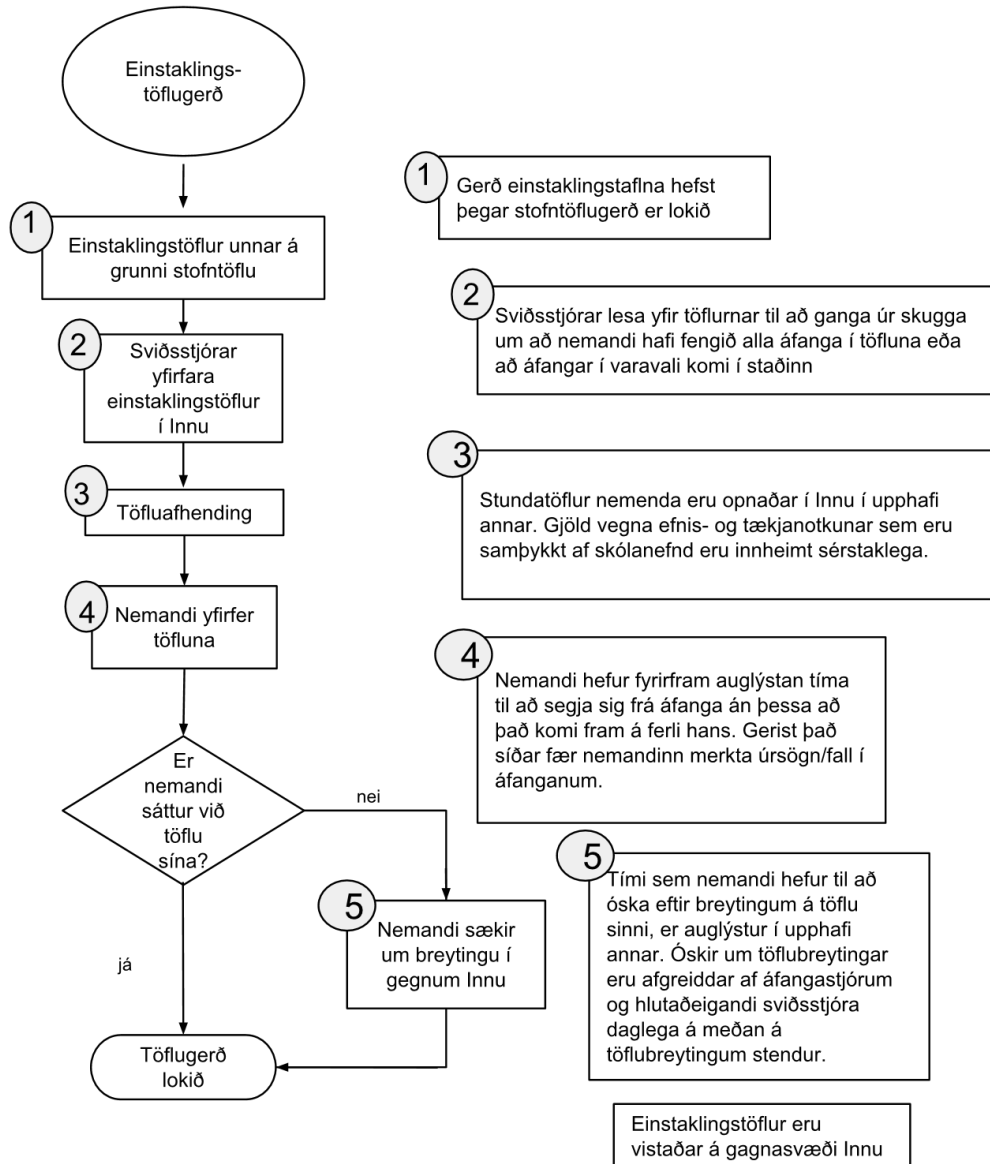 Einstaklings-
töflugerð
1
Einstaklingstöflur unnar á
grunni stofntöflu
2
Sviðsstjórar
yfirfara
einstaklingstöflur
í Innu
3
Töfluafhending
4
Nemandi yfirfer
töfluna
Er
nemandi
sáttur við
töflu
sína?
nei
já
5
Nemandi sækir
um breytingu í
gegnum Innu
Töflugerð
lokið
1
Gerð einstaklingstaflna hefst
þegar stofntöflugerð er lokið
2
Sviðsstjórar lesa yfir töflurnar til að ganga úr skugga
um að nemandi hafi fengið alla áfanga í töfluna eða
að áfangar í varavali komi í staðinn
3
Stundatöflur nemenda eru opnaðar í Innu í upphafi
annar. Gjöld vegna efnis- og tækjanotkunar sem eru
samþykkt af skólanefnd eru innheimt sérstaklega.
4
Nemandi hefur fyrirfram auglýstan tíma
til að segja sig frá áfanga án þessa að
það komi fram á ferli hans. Gerist það
síðar fær nemandinn merkta úrsögn/fall í
áfanganum.
5
Tími sem nemandi hefur til að
óska eftir breytingum á töflu
sinni, er auglýstur í upphafi
annar. Óskir um töflubreytingar
eru afgreiddar af áfangastjórum
og hlutaðeigandi sviðsstjóra
daglega á meðan á
töflubreytingum stendur.
Einstaklingstöflur eru
vistaðar á gagnasvæði Innu